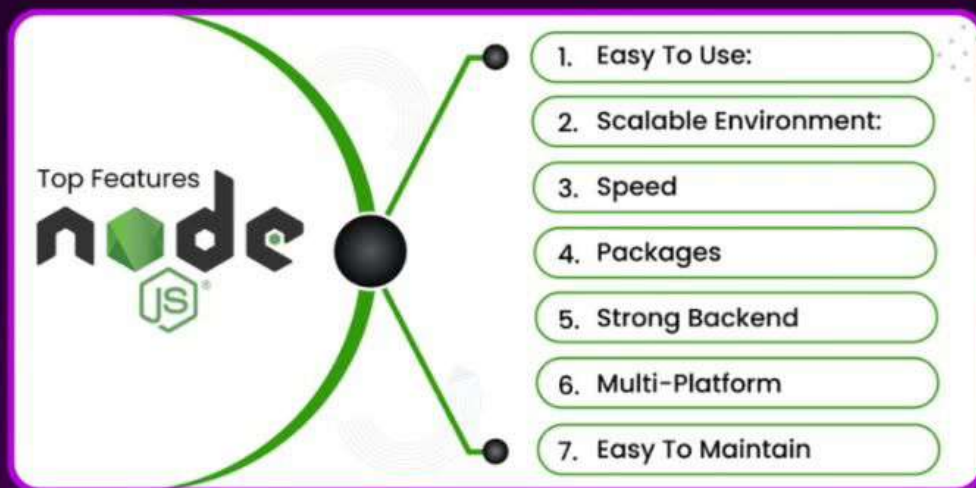 Top Features
node
JS®
1. Easy To Use:
2. Scalable Environment:
3. Speed
4. Packages
5. Strong Backend
6. Multi-Platform
7. Easy To Maintain